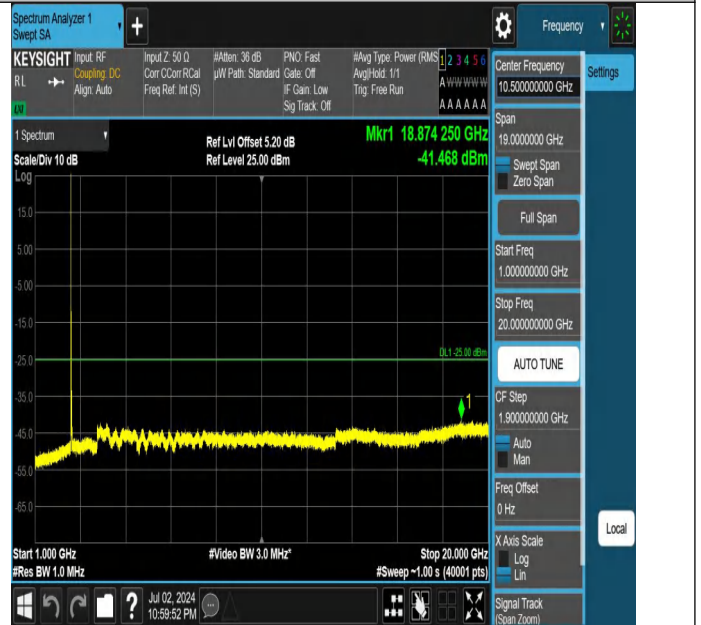 Spectrum Analyzer 1
Swept SA
+
Frequency
KEYSIGHT
RL
LXI
Input: RF
Coupling: DC
Align: Auto
Input Z: 50 Ω
Corr CCorr RCal
Freq Ref: Int (S)
#Atten: 36 dB
µW Path: Standard
PNO: Fast
Gate: Off
IF Gain: Low
Sig Track: Off
#Avg Type: Power (RMS
Avg|Hold: 1/1
Trig: Free Run
1 2 3 4 5 6
A W W W W W
A A A A A A
Center Frequency
10.500000000 GHz
Settings
1 Spectrum
Scale/Div 10 dB
Log
Ref Lvl Offset 5.20 dB
Ref Level 25.00 dBm
Mkr1 18.874 250 GHz
-41.468 dBm
Span
19.0000000 GHz
Swept Span
Zero Span
Full Span
Start Freq
1.000000000 GHz
Stop Freq
20.000000000 GHz
AUTO TUNE
CF Step
1.900000000 GHz
Auto
Man
Freq Offset
0 Hz
X Axis Scale
Log
Lin
Signal Track
(Span Zoom)
Local
15.0
5.00
-5.00
-15.0
-25.0
-35.0
-45.0
-55.0
-65.0
DL1 -25.00 dBm
1
Start 1.000 GHz
#Res BW 1.0 MHz
#Video BW 3.0 MHz*
Stop 20.000 GHz
#Sweep ~1.00 s (40001 pts)
?
Jul 02, 2024
10:59:52 PM